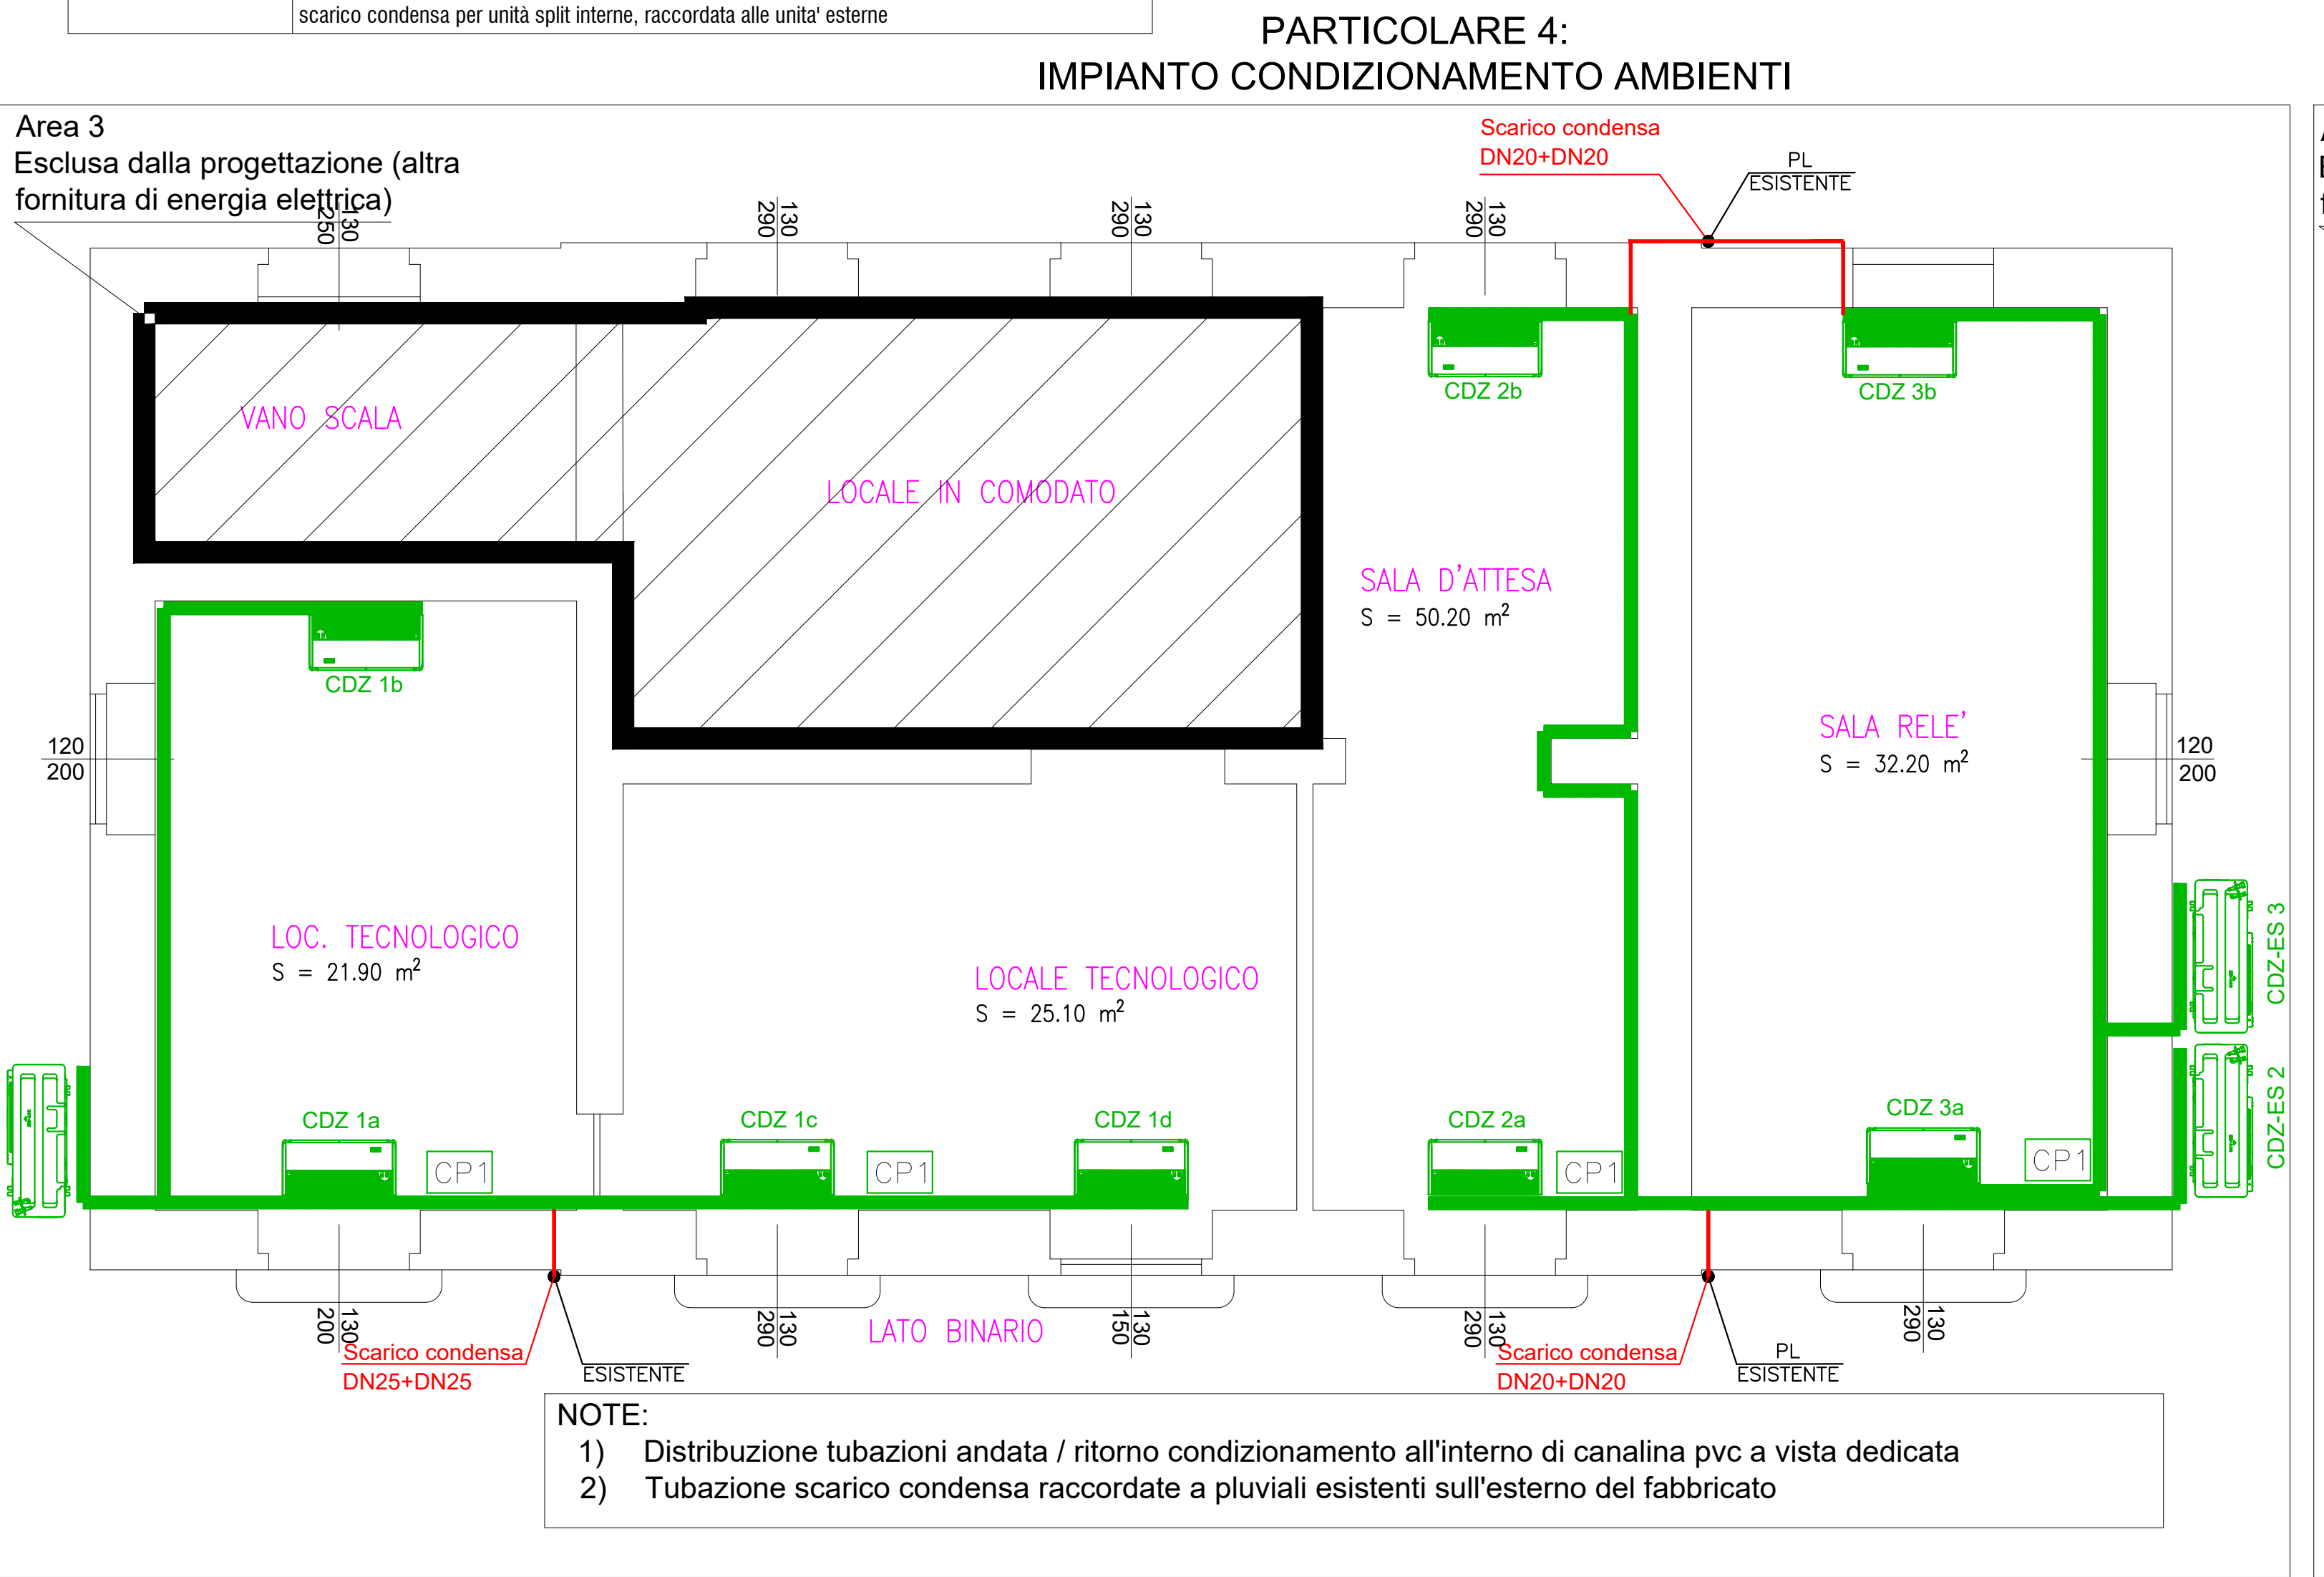 scarico condensa per unità split interne, raccordata alle unita' esterne
PARTICOLARE 4:
IMPIANTO CONDIZIONAMENTO AMBIENTI
Area 3
Esclusa dalla progettazione (altra
fornitura di energia elettrica)
Scarico condensa
DN20+DN20
PL
ESISTENTE
130
250
130
290
130
290
130
290
CDZ 2b
CDZ 3b
VANO SCALA
LOCALE IN COMODATO
SALA D'ATTESA
S = 50.20 m²
CDZ 1b
SALA RELE'
S = 32.20 m²
120
200
120
200
LOC. TECNOLOGICO
S = 21.90 m²
LOCALE TECNOLOGICO
S = 25.10 m²
CDZ-ES 3
CDZ-ES 2
CDZ 1a
CDZ 1c
CDZ 1d
CDZ 2a
CDZ 3a
CP1
CP1
CP1
CP1
130
200
130
290
130
150
130
290
130
290
LATO BINARIO
Scarico condensa
DN25+DN25
ESISTENTE
Scarico condensa
DN20+DN20
PL
ESISTENTE
NOTE:
1) Distribuzione tubazioni andata / ritorno condizionamento all'interno di canalina pvc a vista dedicata
2) Tubazione scarico condensa raccordate a pluviali esistenti sull'esterno del fabbricato